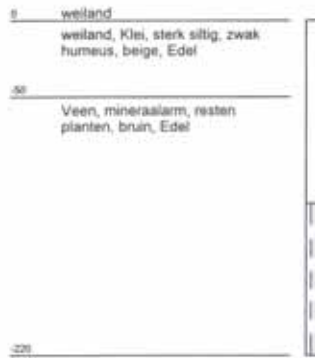 0 weiland
weiland, Klei, sterk siltig, zwak
humeus, beige, Edel
-50
Veen, mineraalarm, resten
planten, bruin, Edel
-220